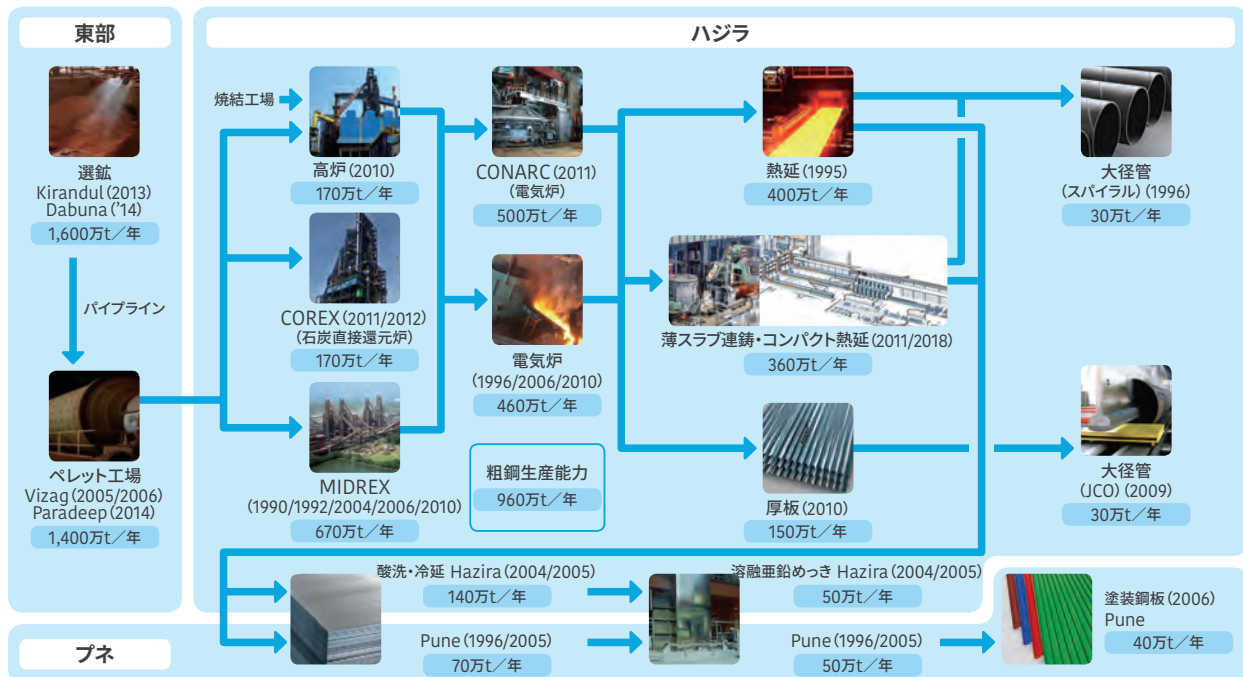 東部
選鉱
Kirandul (2013)
Dabuna ('14)
1,600万t／年
パイプライン
ペレット工場
Vizag (2005/2006)
Paradeep (2014)
1,400万t／年
ハジラ
焼結工場
高炉 (2010)
170万t／年
COREX (2011/2012)
(石炭直接還元炉)
170万t／年
MIDREX
(1990/1992/2004/2006/2010)
670万t／年
CONARC (2011)
(電気炉)
500万t／年
電気炉
(1996/2006/2010)
460万t／年
粗鋼生産能力
960万t／年
熱延 (1995)
400万t／年
薄スラブ連鋳・コンパクト熱延 (2011/2018)
360万t／年
厚板 (2010)
150万t／年
大径管
(スパイラル) (1996)
30万t／年
大径管
(JCO) (2009)
30万t／年
酸洗・冷延 Hazira (2004/2005)
140万t／年
溶融亜鉛めっき Hazira (2004/2005)
50万t／年
プネ
Pune (1996/2005)
70万t／年
Pune (1996/2005)
50万t／年
塗装鋼板 (2006)
Pune
40万t／年